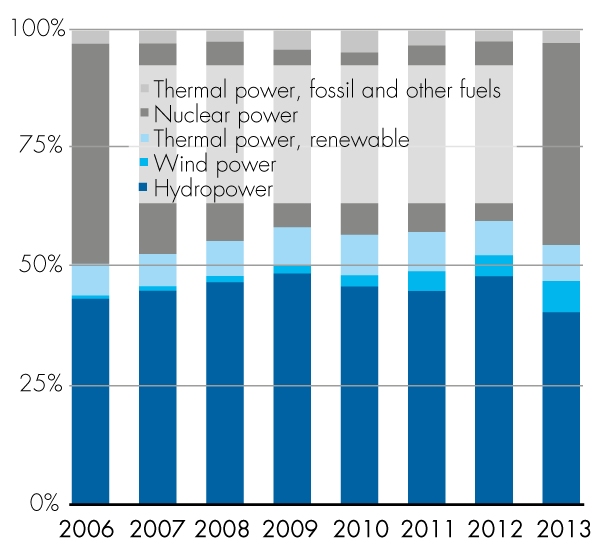 100%
Thermal power, fossil and other fuels
Nuclear power
75%
Thermal power, renewable
Wind power
Hydropower
50%
25%
0%
2006 2007 2008 2009 2010 2011 2012 2013